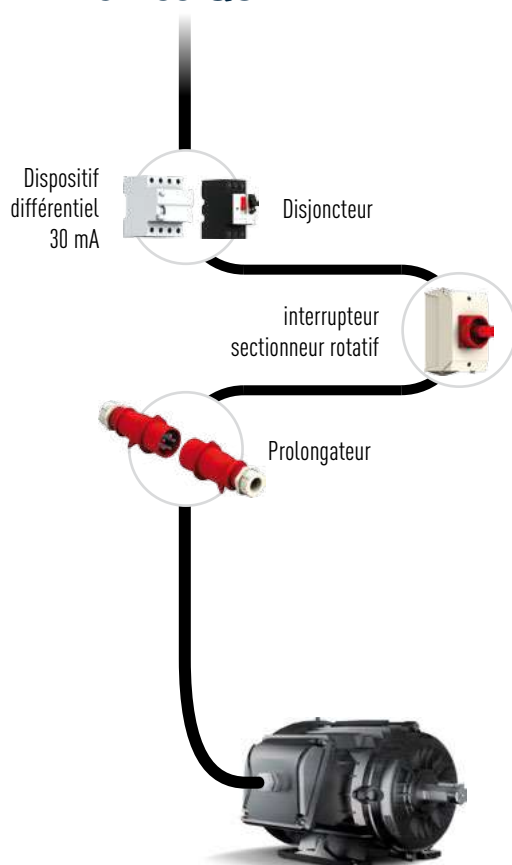 Dispositif
différentiel
30 mA
Disjoncteur
interrupteur
sectionneur rotatif
Prolongateur